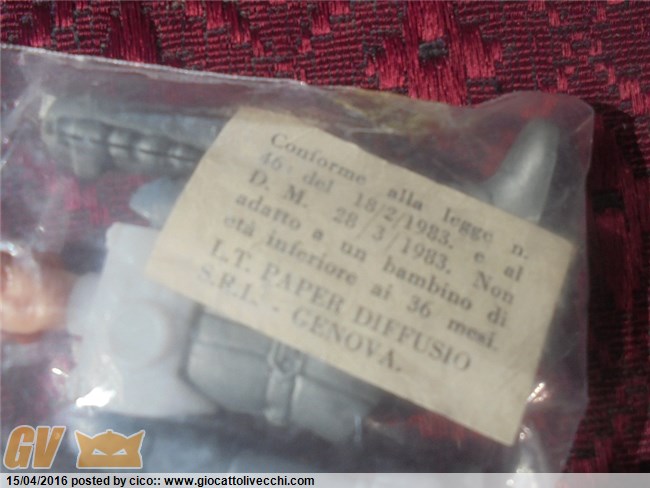 Conforme alla legge n.
46 del 18/2/1983. e al
D. M. 28/3/1983. Non
adatto a un bambino di
età inferiore ai 36 mesi.
L.T. PAPER DIFFUSIO
S.R.L. - GENOVA.
GV
15/04/2016 posted by cico:: www.giocattolivecchi.com